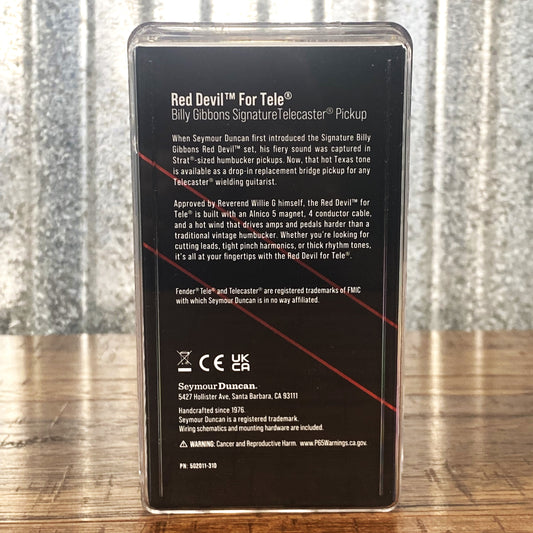 Red Devil™ For Tele®
Billy Gibbons SignatureTelecaster® Pickup
When Seymour Duncan first introduced the Signature Billy
Gibbons Red Devil™ set, his fiery sound was captured in
Strat®-sized humbucker pickups. Now, that hot Texas tone
is available as a drop-in replacement bridge pickup for any
Telecaster® wielding guitarist.
Approved by Reverend Willie G himself, the Red Devil™ for
Tele® is built with an Alnico 5 magnet, 4 conductor cable,
and a hot wind that drives amps and pedals harder than a
traditional vintage humbucker. Whether you're looking for
cutting leads, tight pinch harmonics, or thick rhythm tones,
it's all at your fingertips with the Red Devil for Tele®.
Fender® Tele® and Telecaster® are registered trademarks of FMIC
with which Seymour Duncan is in no way affiliated.
CE UK
CA
Seymour Duncan.
5427 Hollister Ave, Santa Barbara, CA 93111
Handcrafted since 1976.
Seymour Duncan is a registered trademark.
Wiring schematics and mounting hardware are included.
⚠ WARNING: Cancer and Reproductive Harm. www.P65Warnings.ca.gov.
PN: 502011-310